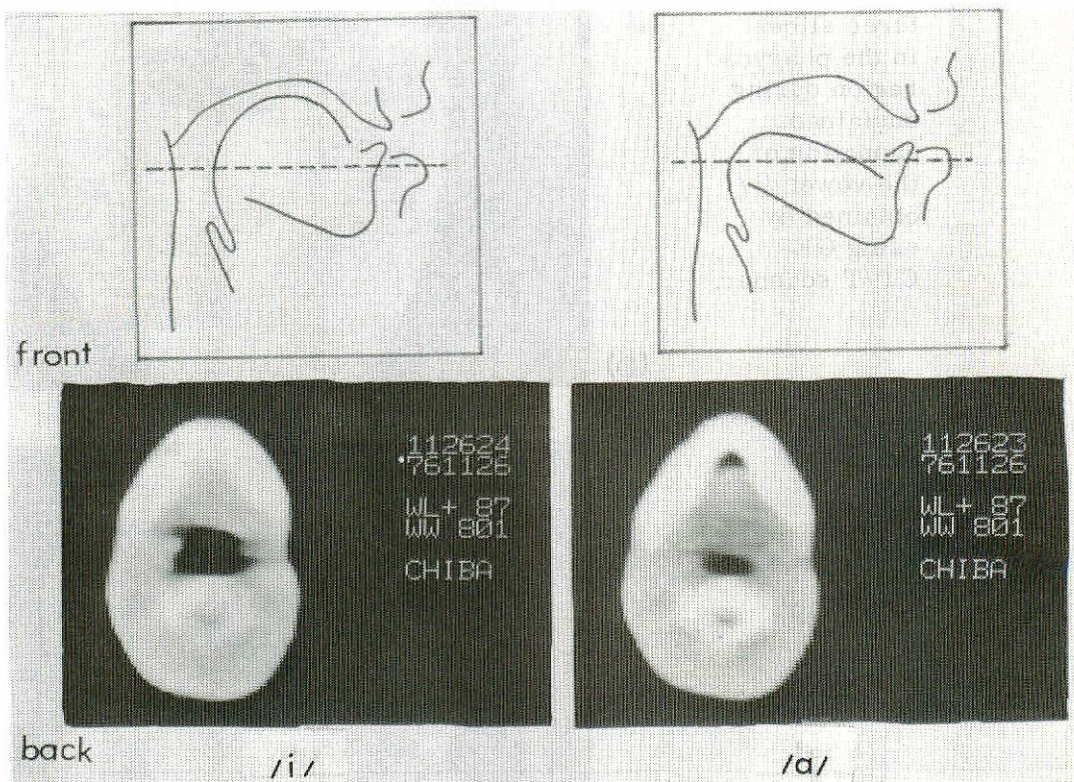 front
112624
761126
WL+ 87
WW 801
CHIBA
112623
761126
WL+ 87
WW 801
CHIBA
back
/i/
/a/